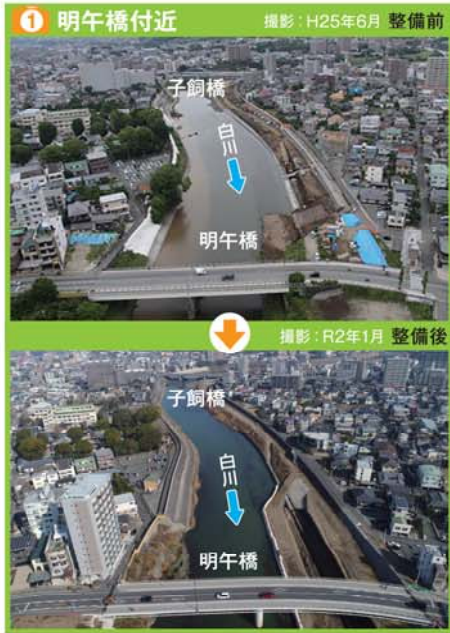 1 明午橋付近 撮影：H25年6月 整備前
子飼橋
白川
明午橋
撮影：R2年1月 整備後
子飼橋
白川
明午橋